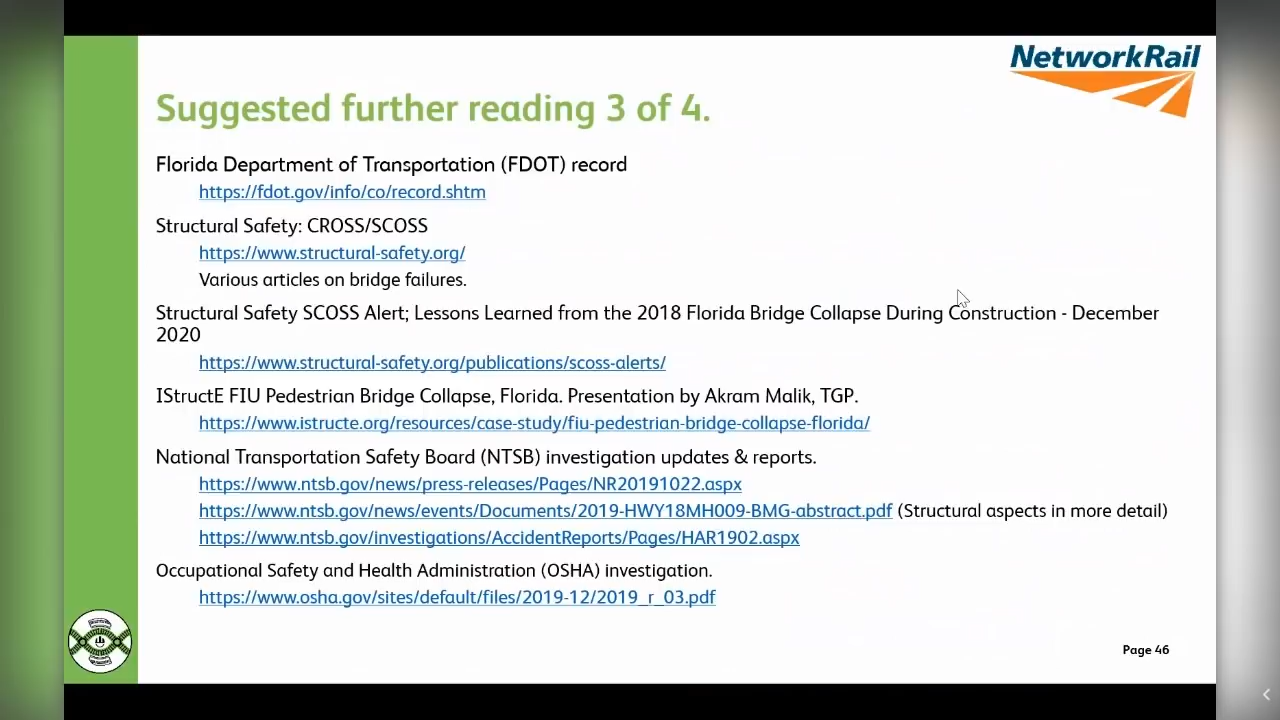 NetworkRail
Suggested further reading 3 of 4.
Florida Department of Transportation (FDOT) record
https://fdot.gov/info/co/record.shtm
Structural Safety: CROSS/SCOSS
https://www.structural-safety.org/
Various articles on bridge failures.
Structural Safety SCOSS Alert; Lessons Learned from the 2018 Florida Bridge Collapse During Construction - December
2020
https://www.structural-safety.org/publications/scoss-alerts/
IStructE FIU Pedestrian Bridge Collapse, Florida. Presentation by Akram Malik, TGP.
https://www.istructe.org/resources/case-study/fiu-pedestrian-bridge-collapse-florida/
National Transportation Safety Board (NTSB) investigation updates & reports.
https://www.ntsb.gov/news/press-releases/Pages/NR20191022.aspx
https://www.ntsb.gov/news/events/Documents/2019-HWY18MH009-BMG-abstract.pdf (Structural aspects in more detail)
https://www.ntsb.gov/investigations/AccidentReports/Pages/HAR1902.aspx
Occupational Safety and Health Administration (OSHA) investigation.
https://www.osha.gov/sites/default/files/2019-12/2019_r_03.pdf
Page 46